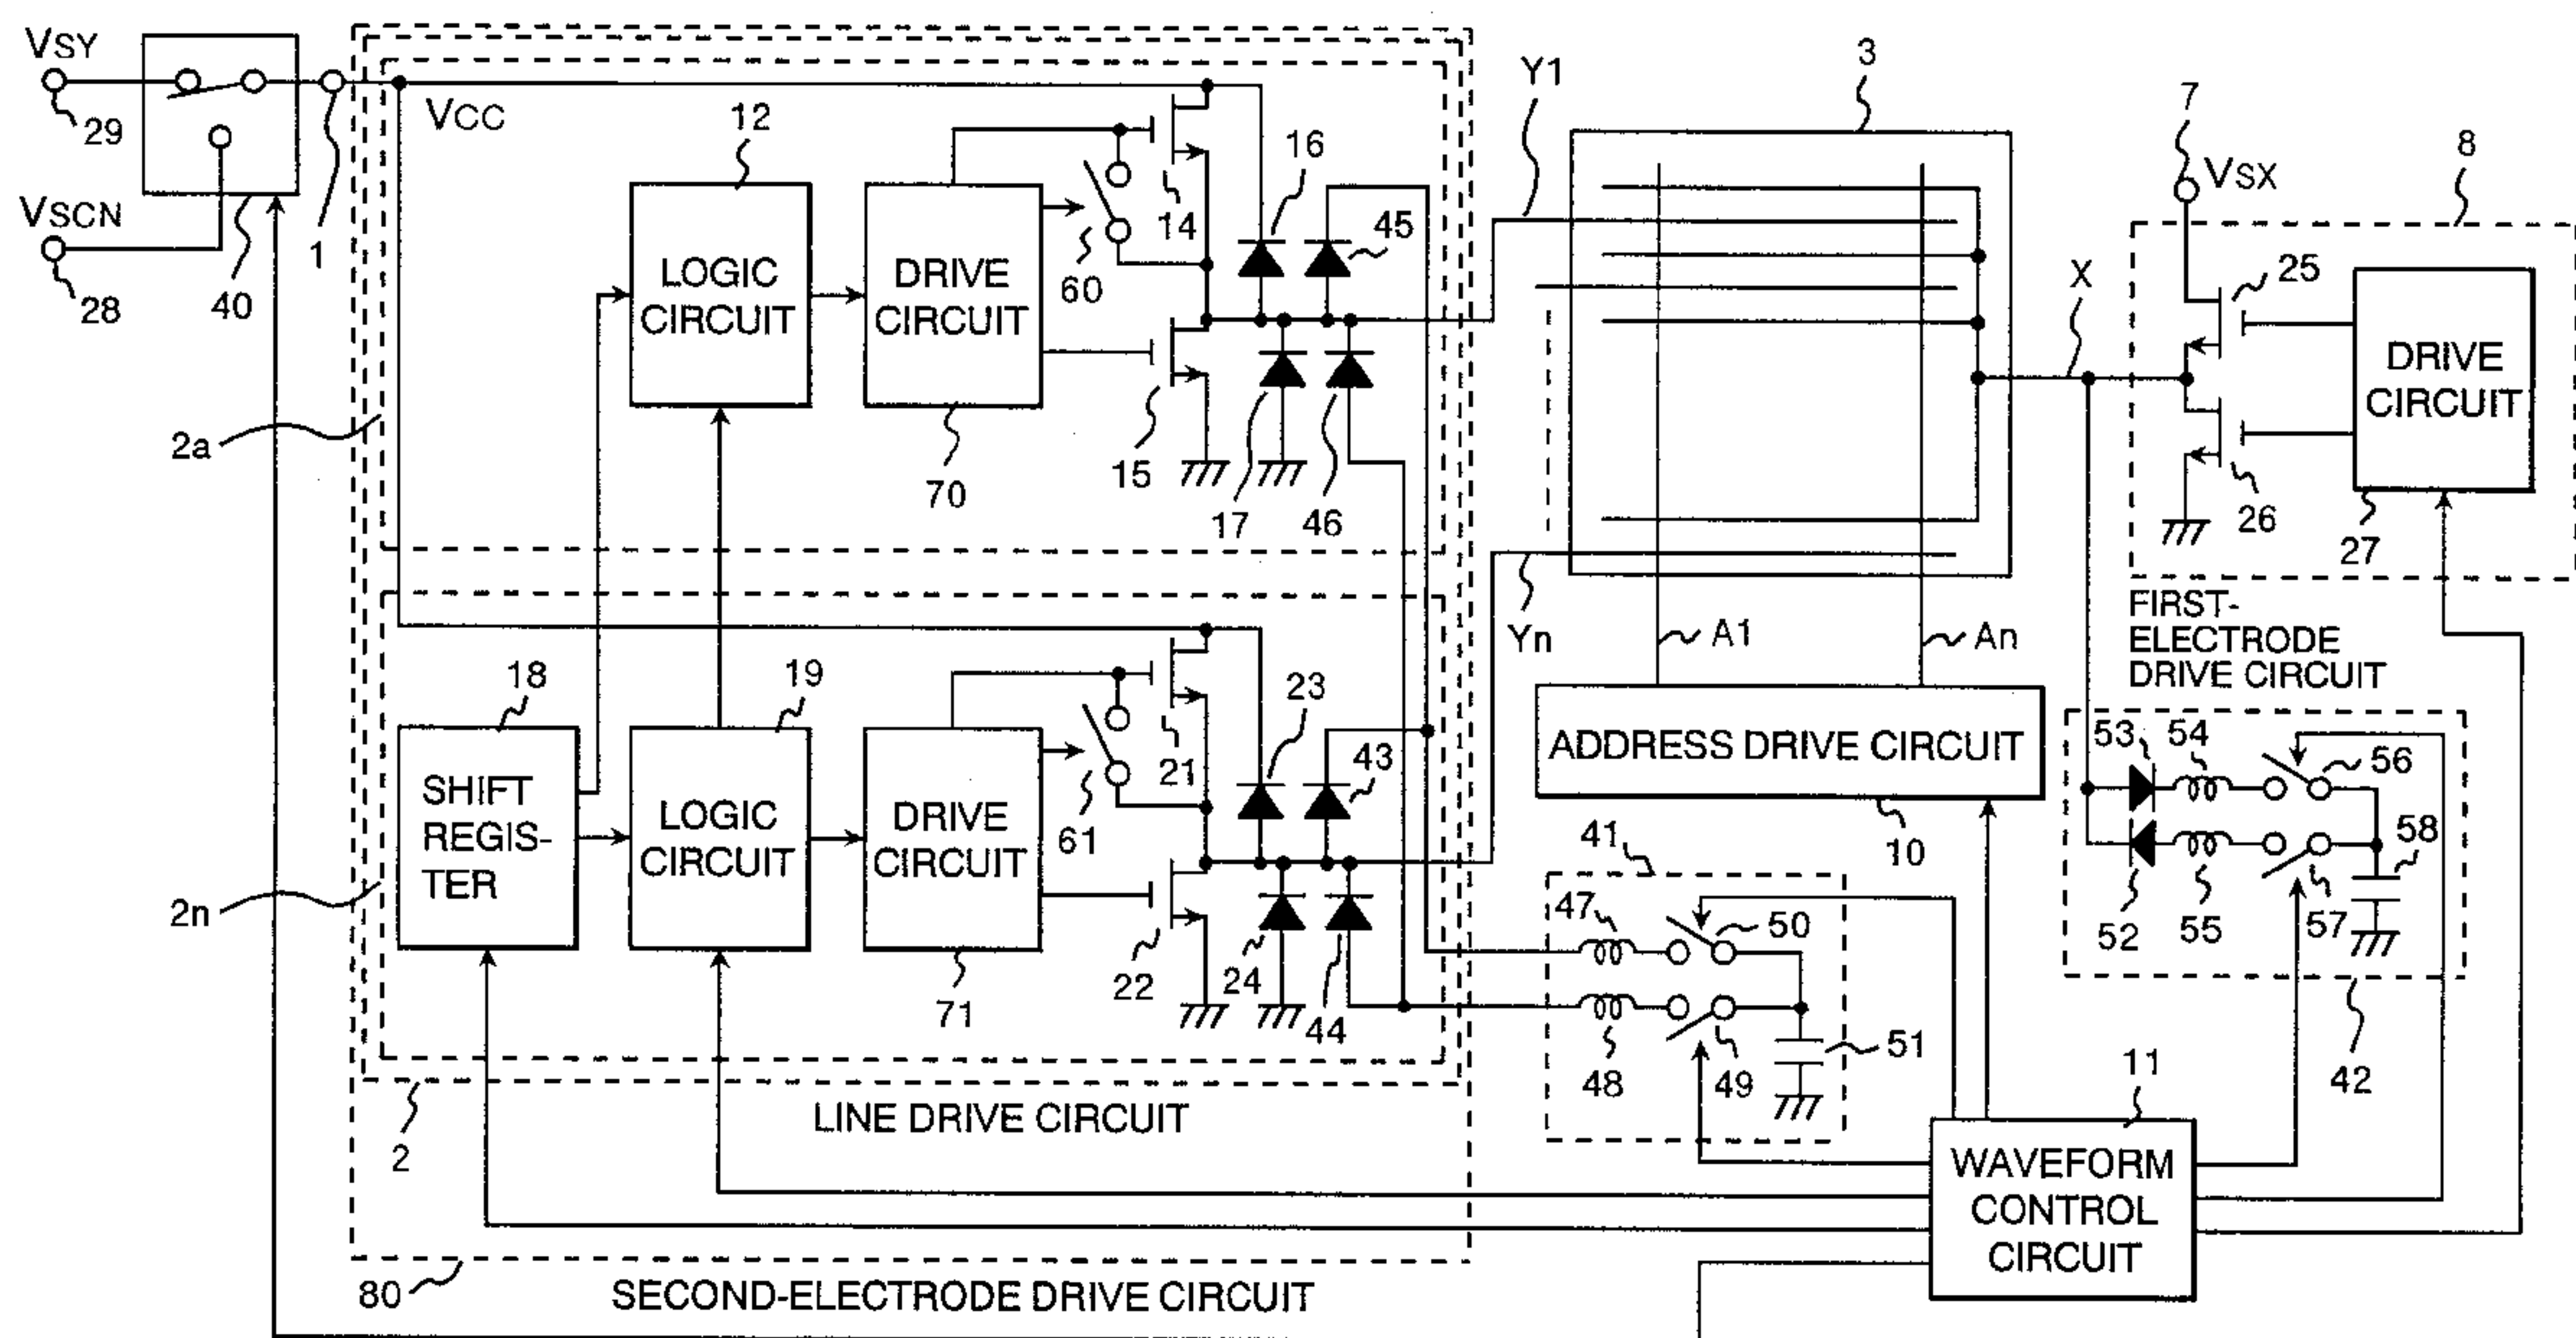 VSY
29
VSCN
28
40
1
VCC
12
LOGIC
CIRCUIT
DRIVE
CIRCUIT
70
60
14
15
16
45
17
46
2a
Y1
3
7
VSX
8
X
25
26
27
DRIVE
CIRCUIT
FIRST-
ELECTRODE
DRIVE CIRCUIT
Yn
A1
An
ADDRESS DRIVE CIRCUIT
10
18
SHIFT
REGIS-
TER
19
LOGIC
CIRCUIT
DRIVE
CIRCUIT
71
61
21
22
23
43
24
44
2n
2
LINE DRIVE CIRCUIT
80
SECOND-ELECTRODE DRIVE CIRCUIT
41
47
50
48
49
51
53
54
56
52
55
57
58
42
11
WAVEFORM
CONTROL
CIRCUIT